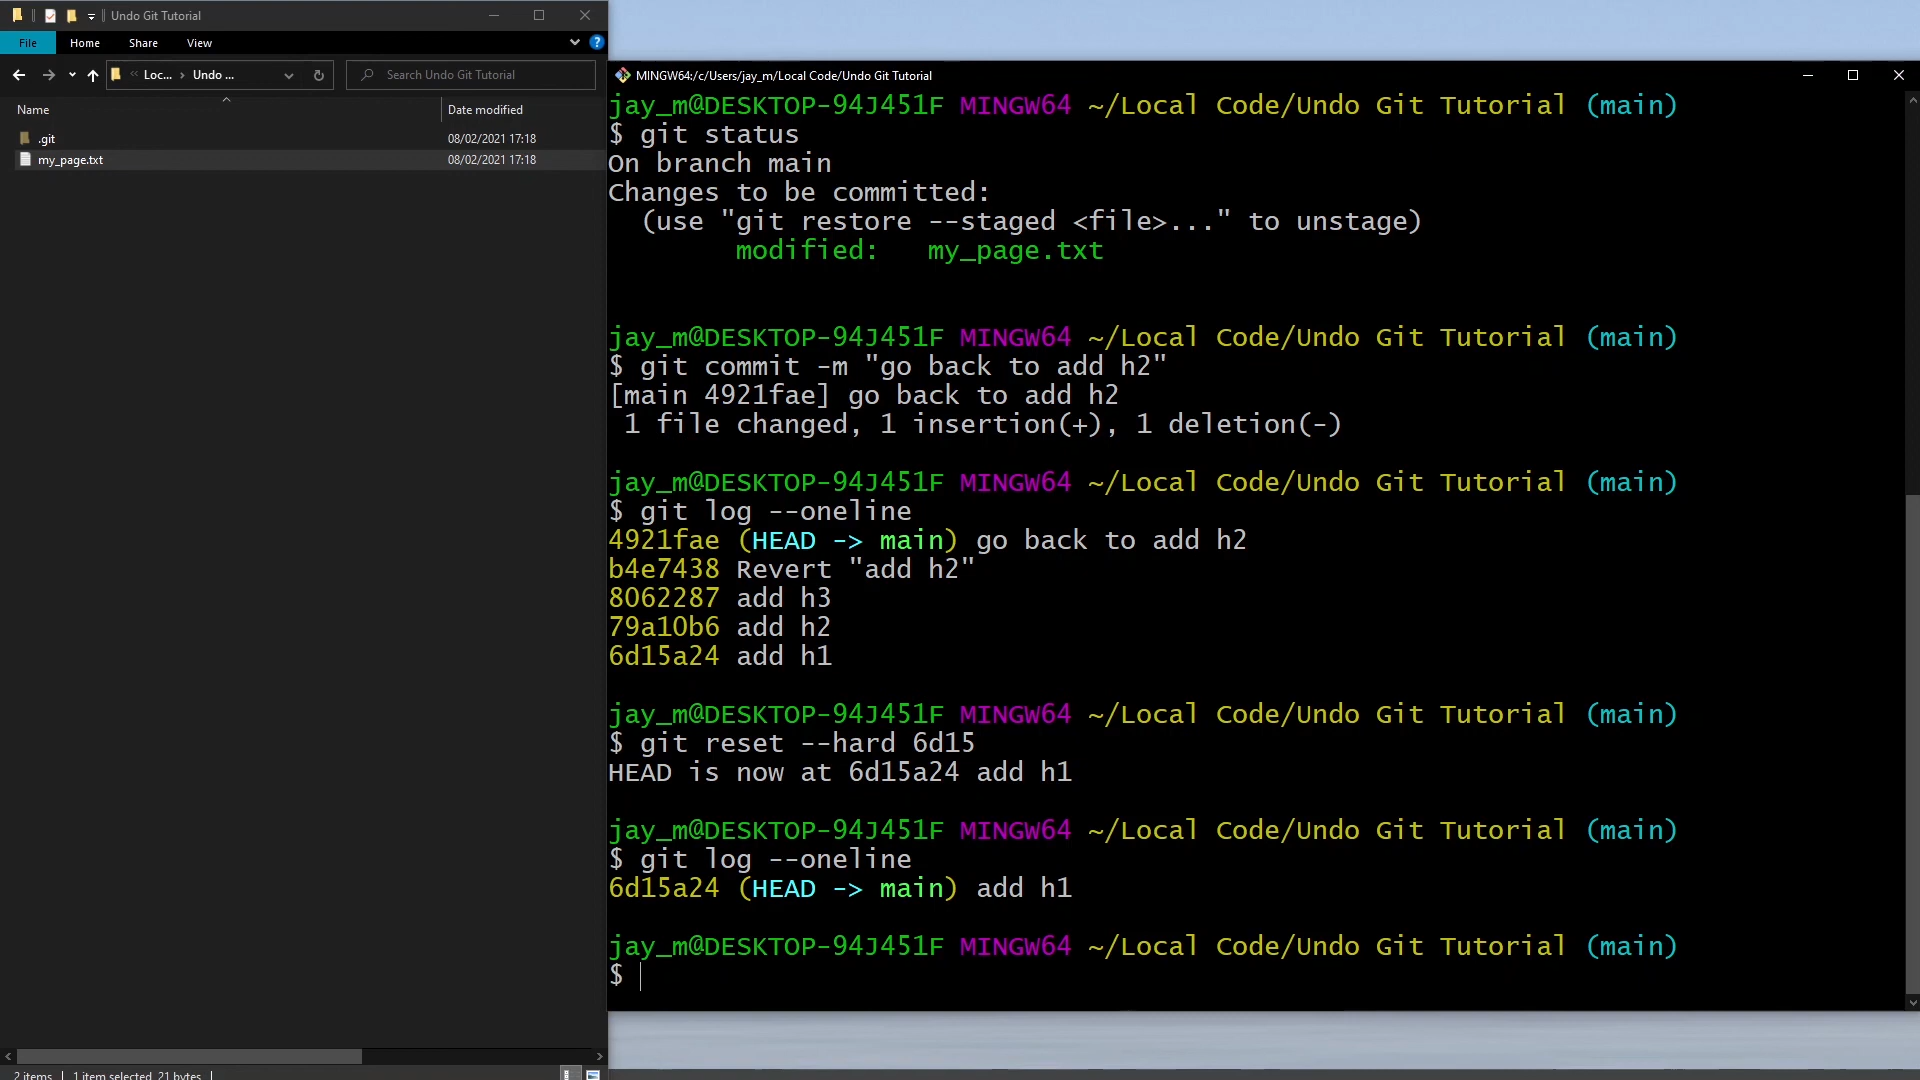 Undo Git Tutorial
File Home Share View
Loc... Undo ...
Search Undo Git Tutorial
Name Date modified
.git 08/02/2021 17:18
my_page.txt 08/02/2021 17:18
2 items 1 item selected 21 bytes
MINGW64:/c/Users/jay_m/Local Code/Undo Git Tutorial
jay_m@DESKTOP-94J451F MINGW64 ~/Local Code/Undo Git Tutorial (main)
$ git status
On branch main
Changes to be committed:
(use "git restore --staged <file>..." to unstage)
modified: my_page.txt
jay_m@DESKTOP-94J451F MINGW64 ~/Local Code/Undo Git Tutorial (main)
$ git commit -m "go back to add h2"
[main 4921fae] go back to add h2
1 file changed, 1 insertion(+), 1 deletion(-)
jay_m@DESKTOP-94J451F MINGW64 ~/Local Code/Undo Git Tutorial (main)
$ git log --oneline
4921fae (HEAD -> main) go back to add h2
b4e7438 Revert "add h2"
8062287 add h3
79a10b6 add h2
6d15a24 add h1
jay_m@DESKTOP-94J451F MINGW64 ~/Local Code/Undo Git Tutorial (main)
$ git reset --hard 6d15
HEAD is now at 6d15a24 add h1
jay_m@DESKTOP-94J451F MINGW64 ~/Local Code/Undo Git Tutorial (main)
$ git log --oneline
6d15a24 (HEAD -> main) add h1
jay_m@DESKTOP-94J451F MINGW64 ~/Local Code/Undo Git Tutorial (main)
$